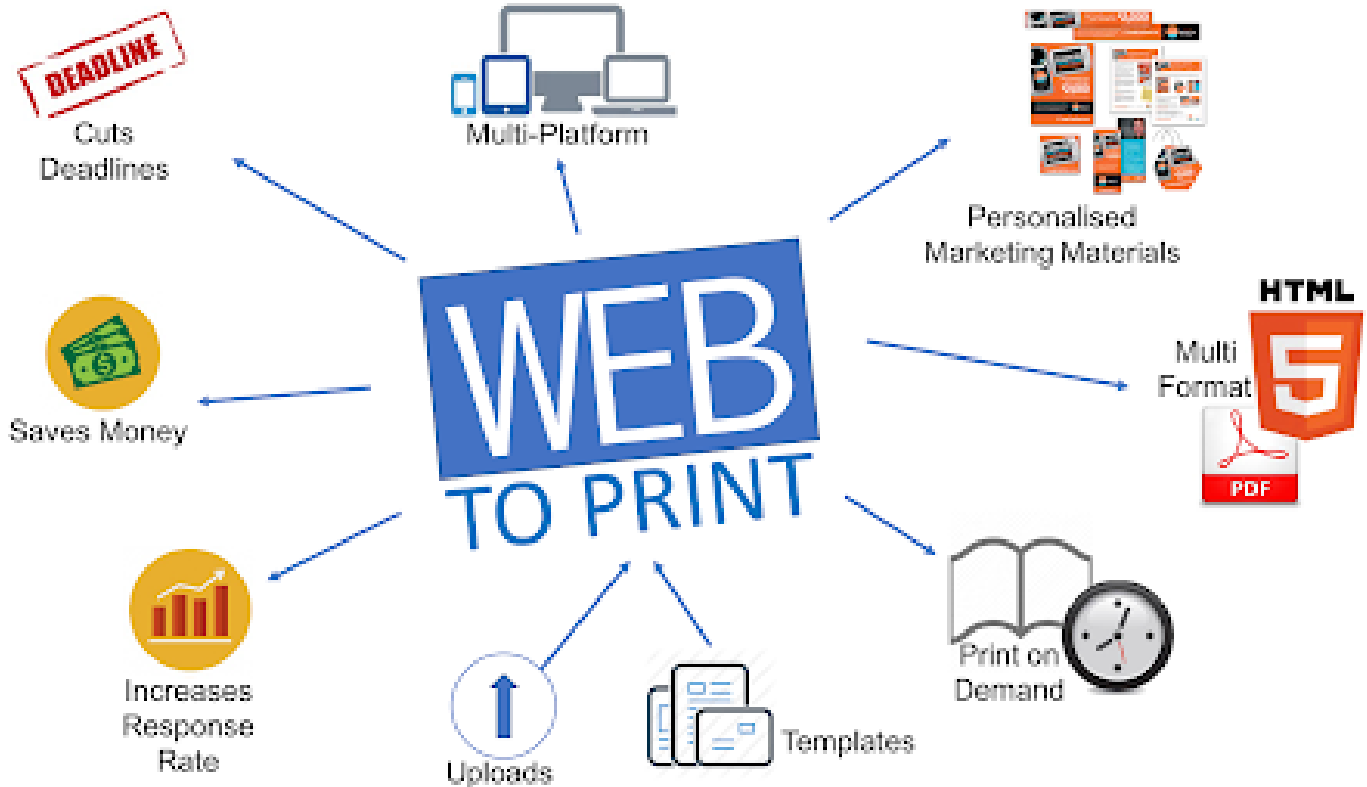 DEADLINE
Cuts
Deadlines
Multi-Platform
Personalised
Marketing Materials
HTML
5
Multi
Format
PDF
Saves Money
WEB
TO PRINT
Increases
Response
Rate
Uploads
Templates
Print on
Demand